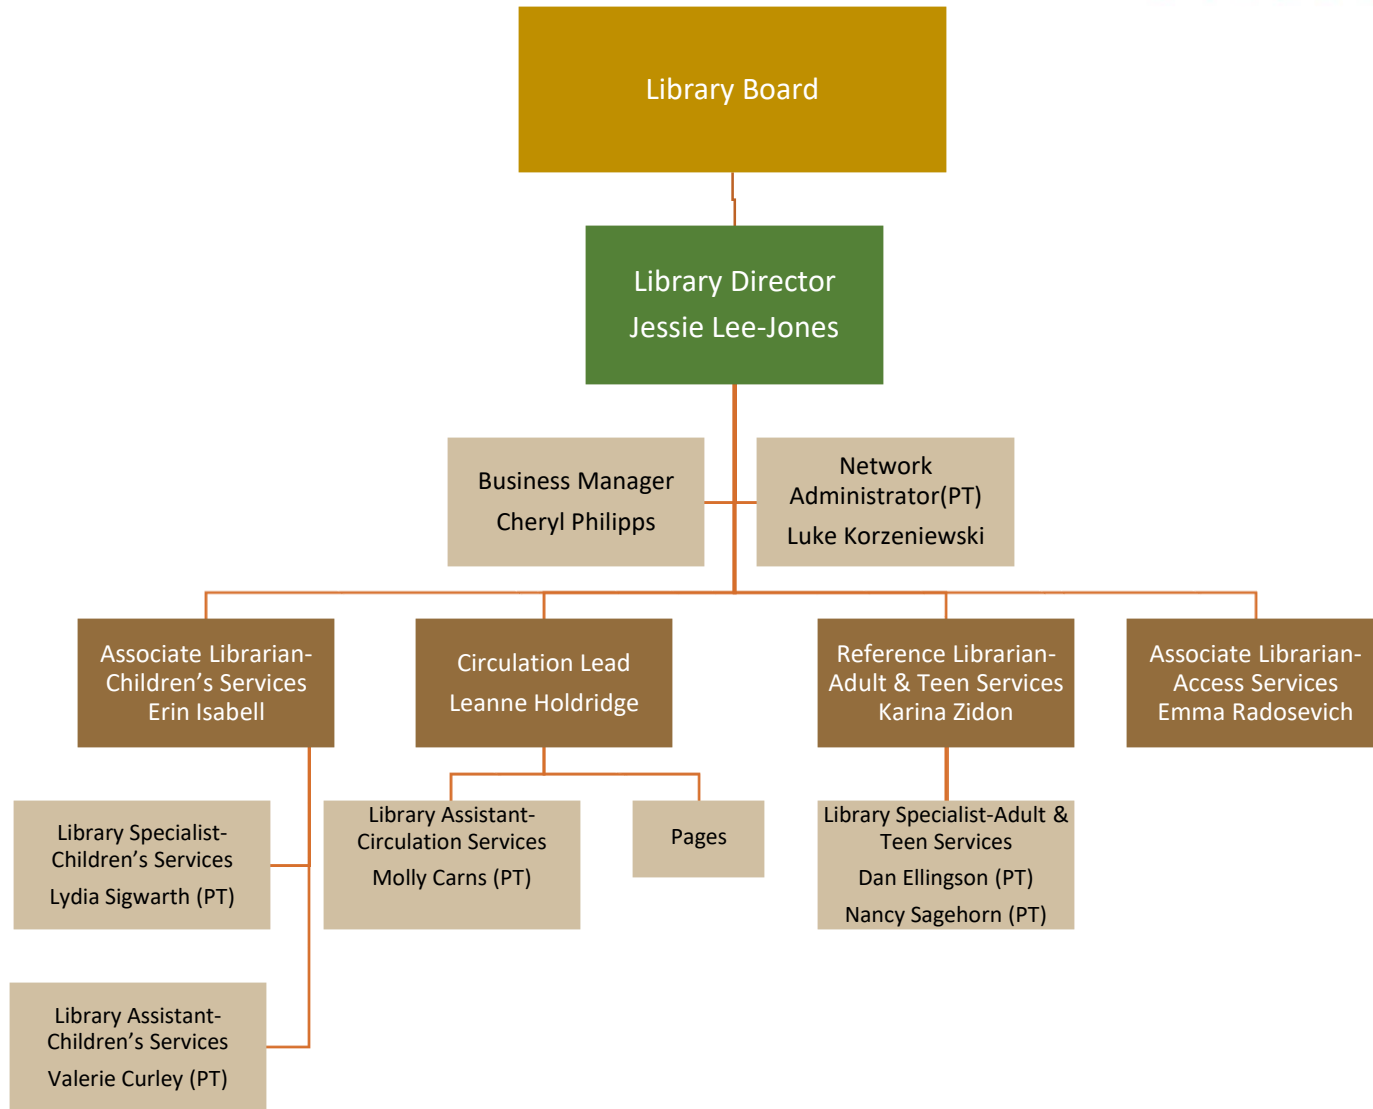 Library Board
Library Director
Jessie Lee-Jones
Business Manager
Cheryl Philipps
Network
Administrator(PT)
Luke Korzeniewski
Associate Librarian-
Children’s Services
Erin Isabell
Circulation Lead
Leanne Holdridge
Reference Librarian-
Adult & Teen Services
Karina Zidon
Associate Librarian-
Access Services
Emma Radosevich
Library Specialist-
Children’s Services
Lydia Sigwarth (PT)
Library Assistant-
Circulation Services
Molly Carns (PT)
Pages
Library Specialist-Adult &
Teen Services
Dan Ellingson (PT)
Nancy Sagehorn (PT)
Library Assistant-
Children’s Services
Valerie Curley (PT)